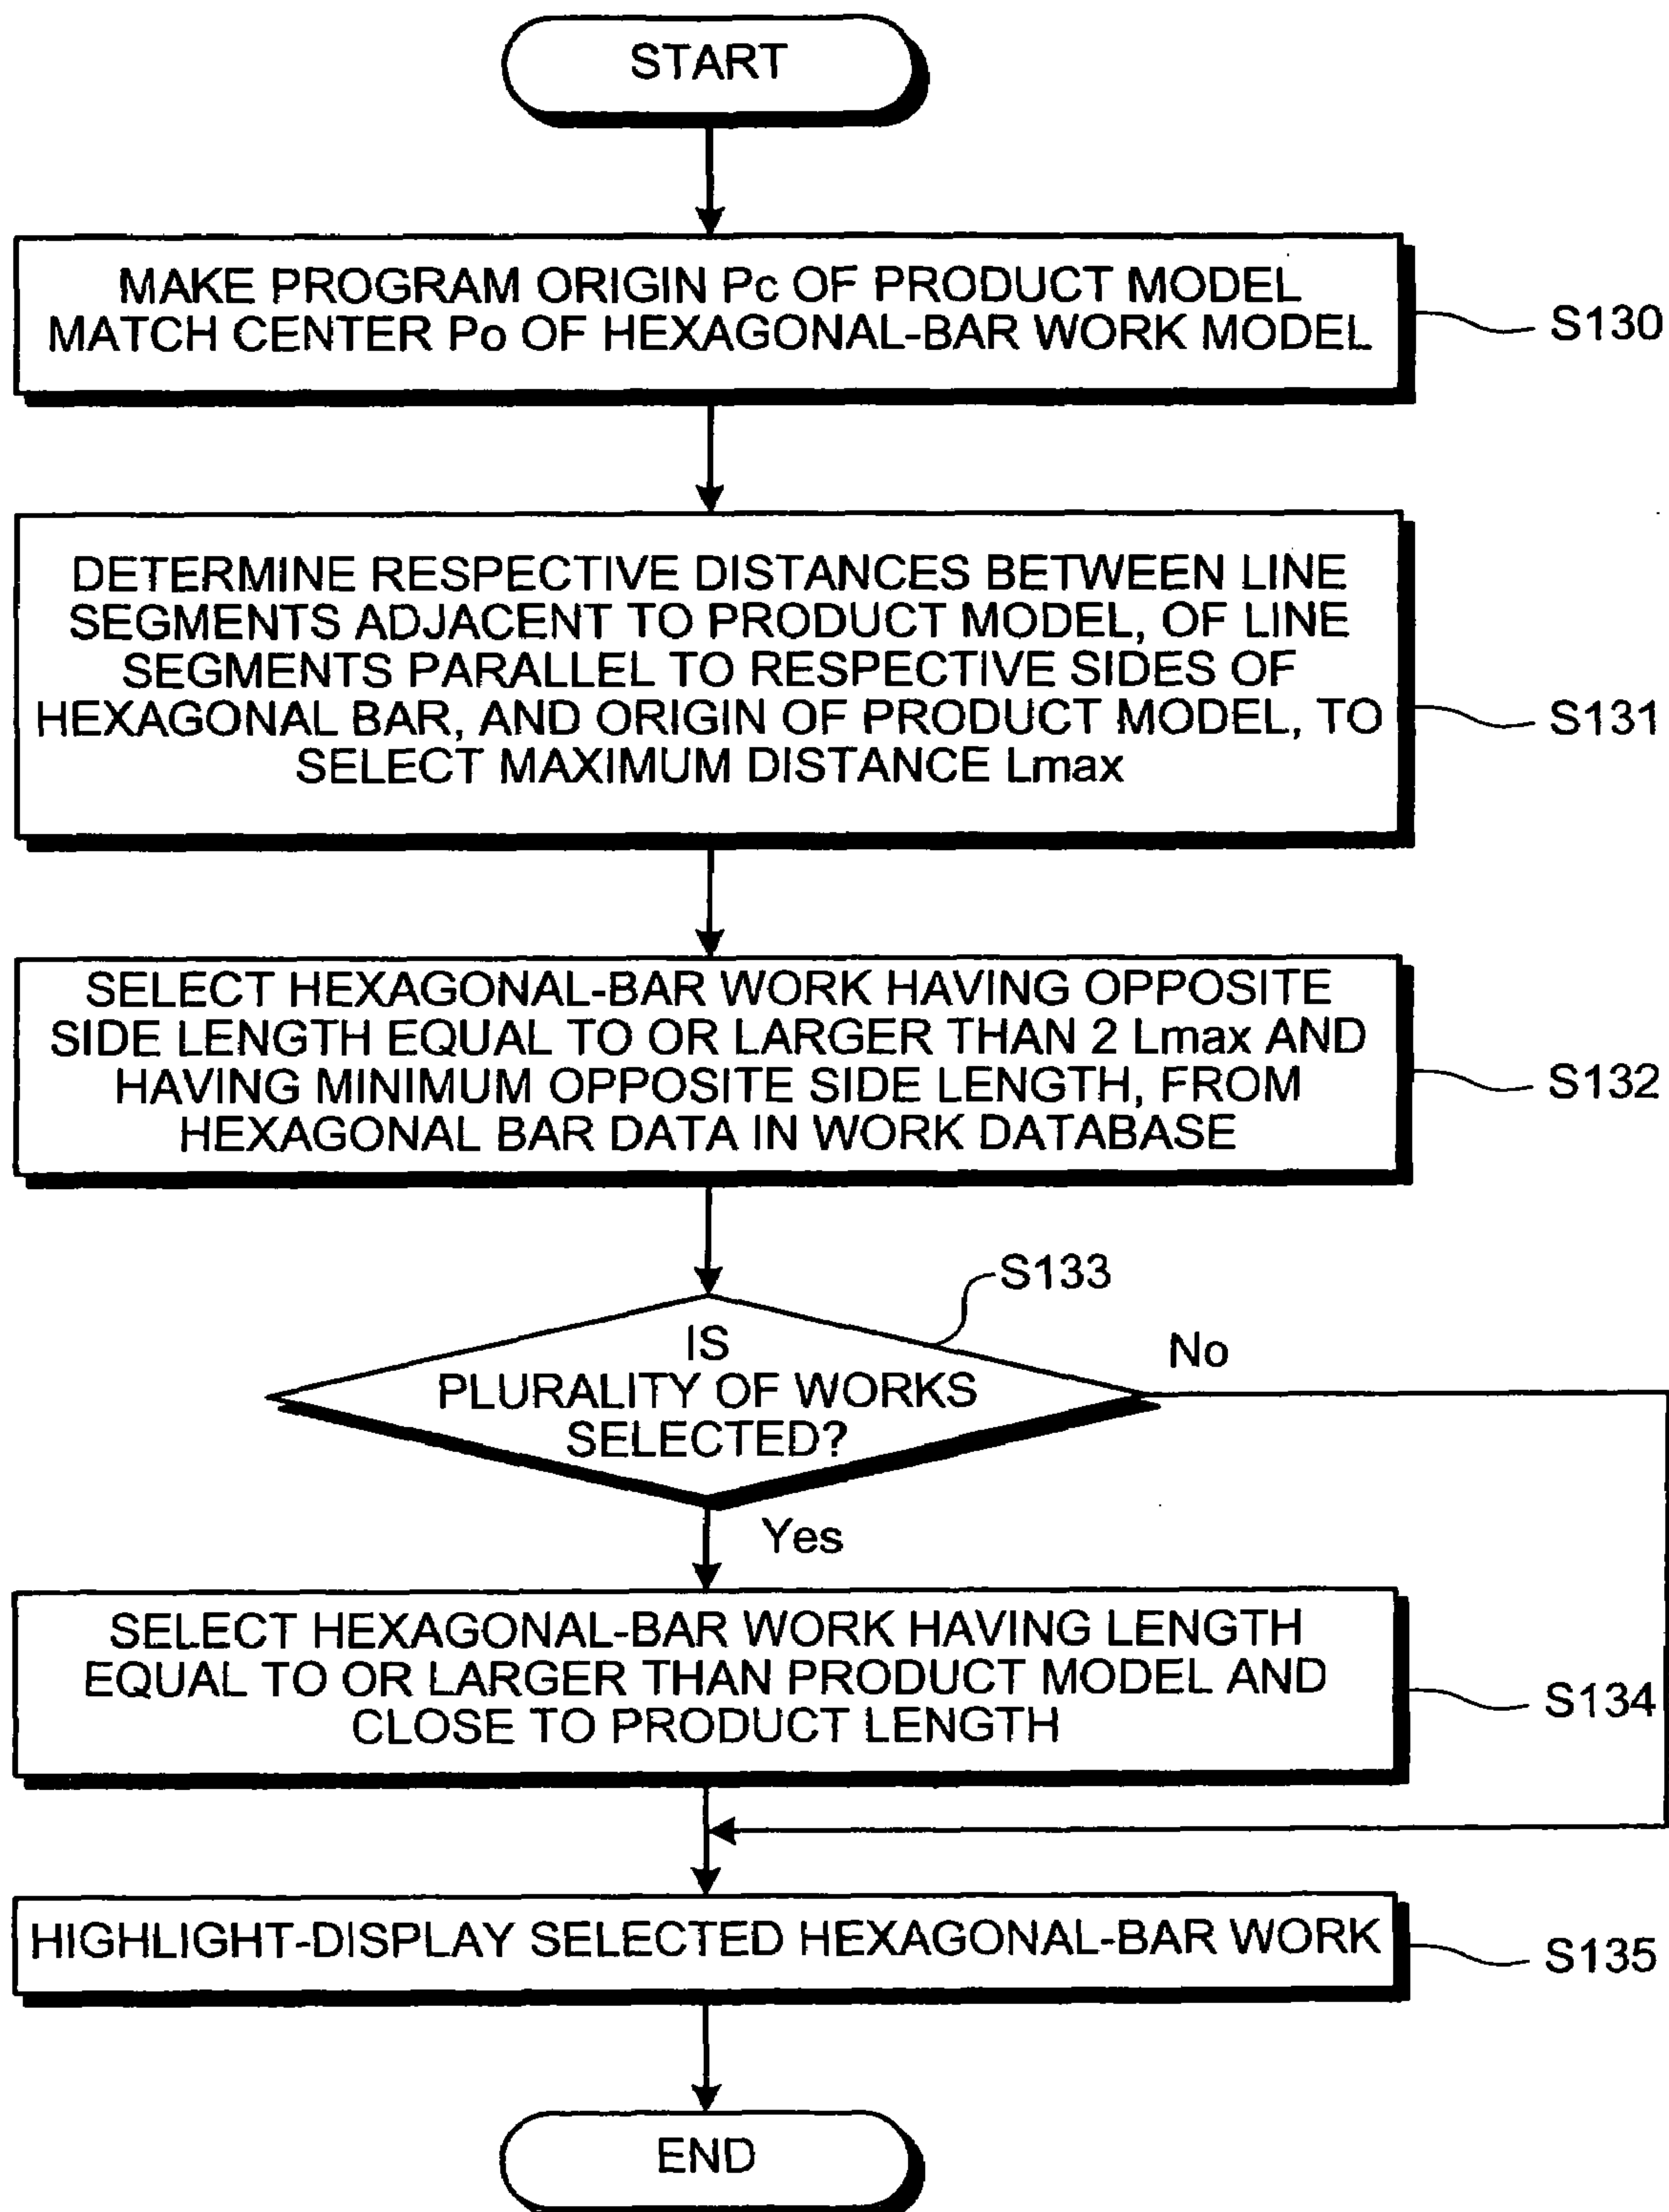 START
MAKE PROGRAM ORIGIN Pc OF PRODUCT MODEL
MATCH CENTER Po OF HEXAGONAL-BAR WORK MODEL
S130
DETERMINE RESPECTIVE DISTANCES BETWEEN LINE
SEGMENTS ADJACENT TO PRODUCT MODEL, OF LINE
SEGMENTS PARALLEL TO RESPECTIVE SIDES OF
HEXAGONAL BAR, AND ORIGIN OF PRODUCT MODEL, TO
SELECT MAXIMUM DISTANCE Lmax
S131
SELECT HEXAGONAL-BAR WORK HAVING OPPOSITE
SIDE LENGTH EQUAL TO OR LARGER THAN 2 Lmax AND
HAVING MINIMUM OPPOSITE SIDE LENGTH, FROM
HEXAGONAL BAR DATA IN WORK DATABASE
S132
S133
IS
PLURALITY OF WORKS
SELECTED?
No
Yes
SELECT HEXAGONAL-BAR WORK HAVING LENGTH
EQUAL TO OR LARGER THAN PRODUCT MODEL AND
CLOSE TO PRODUCT LENGTH
S134
HIGHLIGHT-DISPLAY SELECTED HEXAGONAL-BAR WORK
S135
END